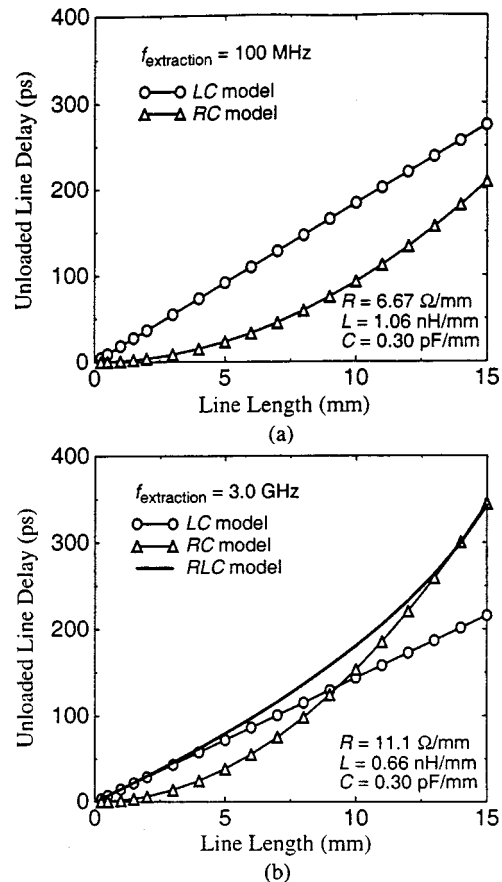 400
f extraction = 100 MHz
LC model
RC model
300
200
100
0
Unloaded Line Delay (ps)
R = 6.67 Ω/mm
L = 1.06 nH/mm
C = 0.30 pF/mm
0 5 10 15
Line Length (mm)
(a)
400
f extraction = 3.0 GHz
LC model
RC model
RLC model
300
200
100
0
Unloaded Line Delay (ps)
R = 11.1 Ω/mm
L = 0.66 nH/mm
C = 0.30 pF/mm
0 5 10 15
Line Length (mm)
(b)